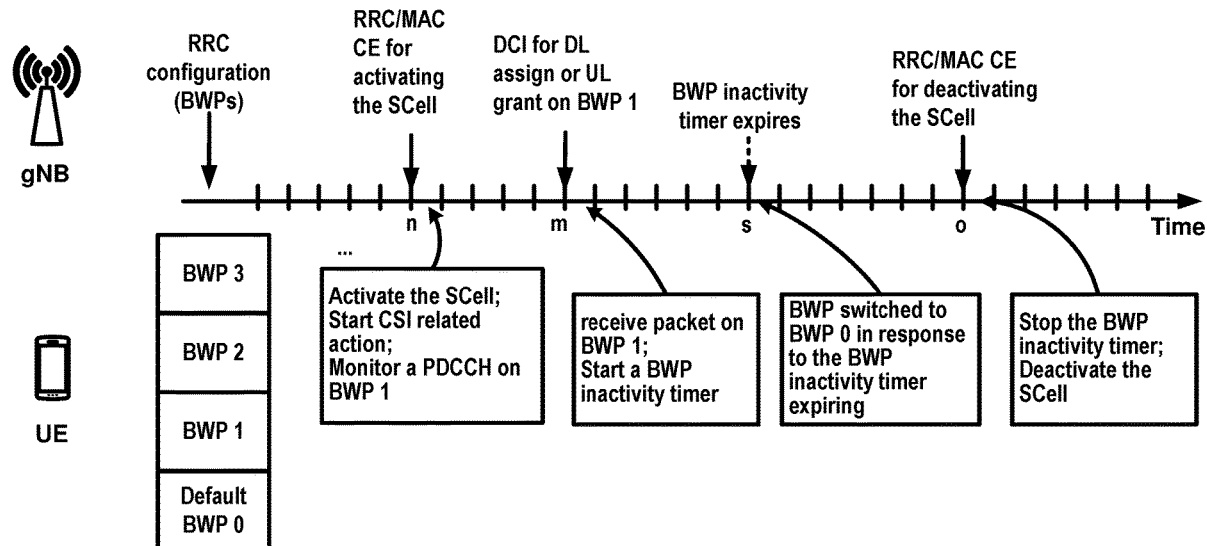 RRC
configuration
(BWPs)
RRC/MAC
CE for
activating
the SCell
DCI for DL
assign or UL
grant on BWP 1
BWP inactivity
timer expires
RRC/MAC CE
for deactivating
the SCell
gNB
n
m
s
o
Time
...
Activate the SCell;
Start CSI related
action;
Monitor a PDCCH on
BWP 1
receive packet on
BWP 1;
Start a BWP
inactivity timer
BWP switched to
BWP 0 in response
to the BWP
inactivity timer
expiring
Stop the BWP
inactivity timer;
Deactivate the
SCell
UE
BWP 3
BWP 2
BWP 1
Default
BWP 0